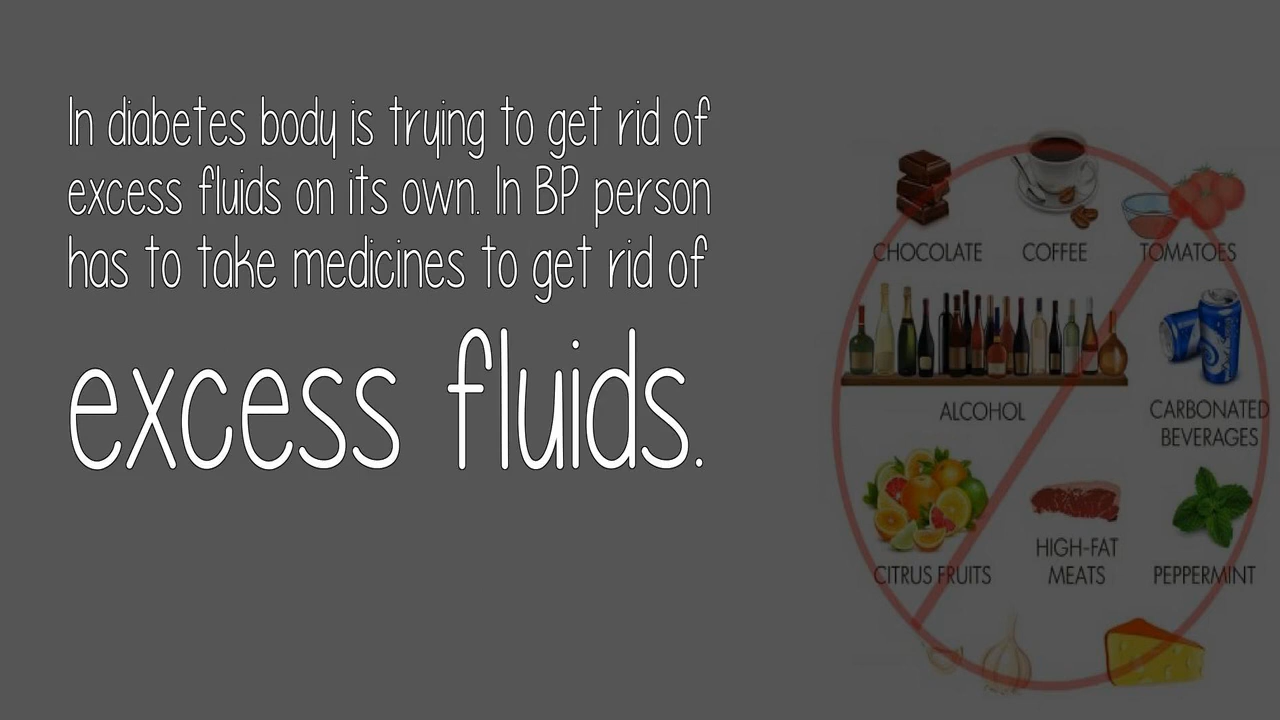 In diabetes body is trying to get rid of
excess fluids on its own. In BP person
has to take medicines to get rid of
excess fluids.
CHOCOLATE
COFFEE
TOMATOES
ALCOHOL
CARBONATED
BEVERAGES
CITRUS FRUITS
HIGH-FAT
MEATS
PEPPERMINT